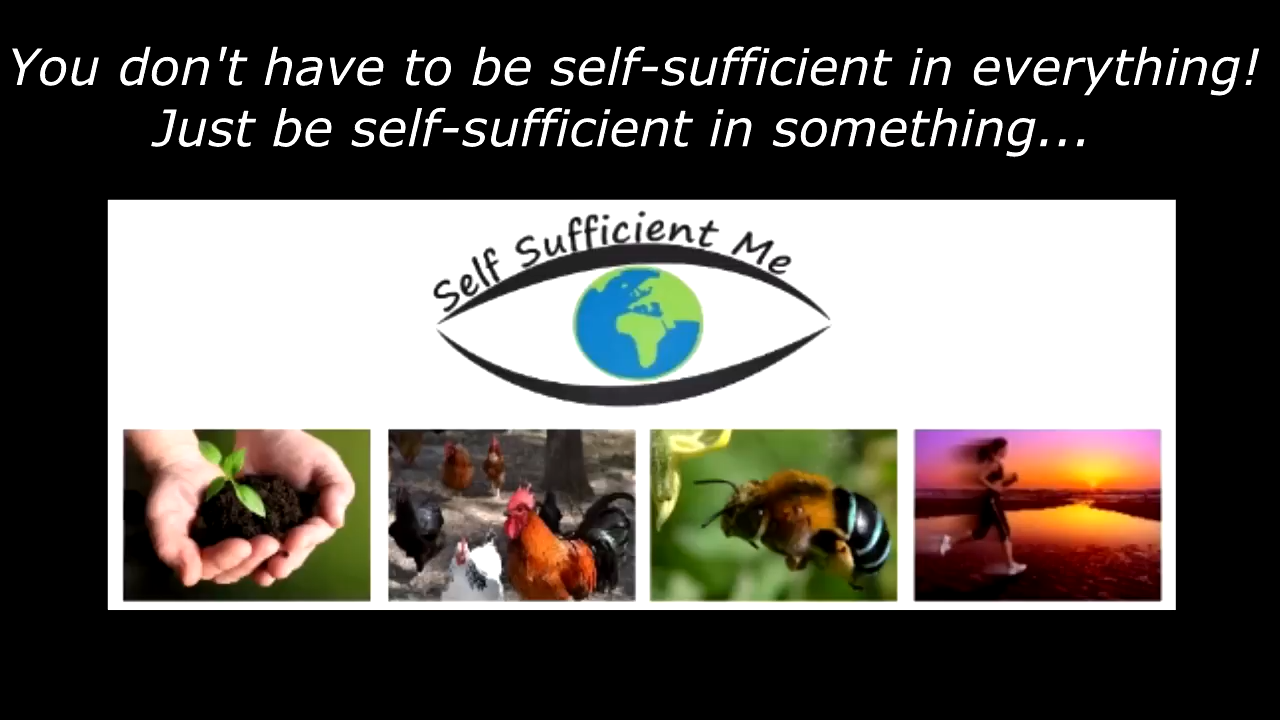 You don't have to be self-sufficient in everything!
Just be self-sufficient in something...
Self Sufficient Me